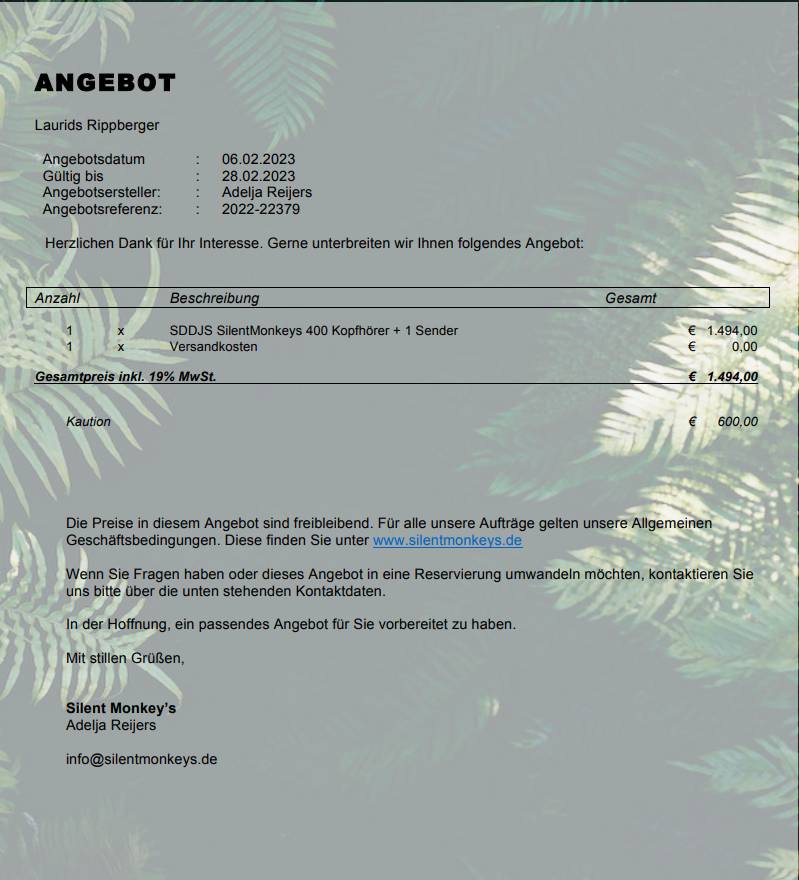 ANGEBOT
Laurids Rippberger
Angebotsdatum : 06.02.2023
Gültig bis : 28.02.2023
Angebotsersteller: : Adelja Reijers
Angebotsreferenz: : 2022-22379
Herzlichen Dank für Ihr Interesse. Gerne unterbreiten wir Ihnen folgendes Angebot:
Anzahl Beschreibung Gesamt
1 x SDDJS SilentMonkeys 400 Kopfhörer + 1 Sender € 1.494,00
1 x Versandkosten € 0,00
Gesamtpreis inkl. 19% MwSt. € 1.494,00
Kaution € 600,00
Die Preise in diesem Angebot sind freibleibend. Für alle unsere Aufträge gelten unsere Allgemeinen
Geschäftsbedingungen. Diese finden Sie unter www.silentmonkeys.de
Wenn Sie Fragen haben oder dieses Angebot in eine Reservierung umwandeln möchten, kontaktieren Sie
uns bitte über die unten stehenden Kontaktdaten.
In der Hoffnung, ein passendes Angebot für Sie vorbereitet zu haben.
Mit stillen Grüßen,
Silent Monkey’s
Adelja Reijers
info@silentmonkeys.de